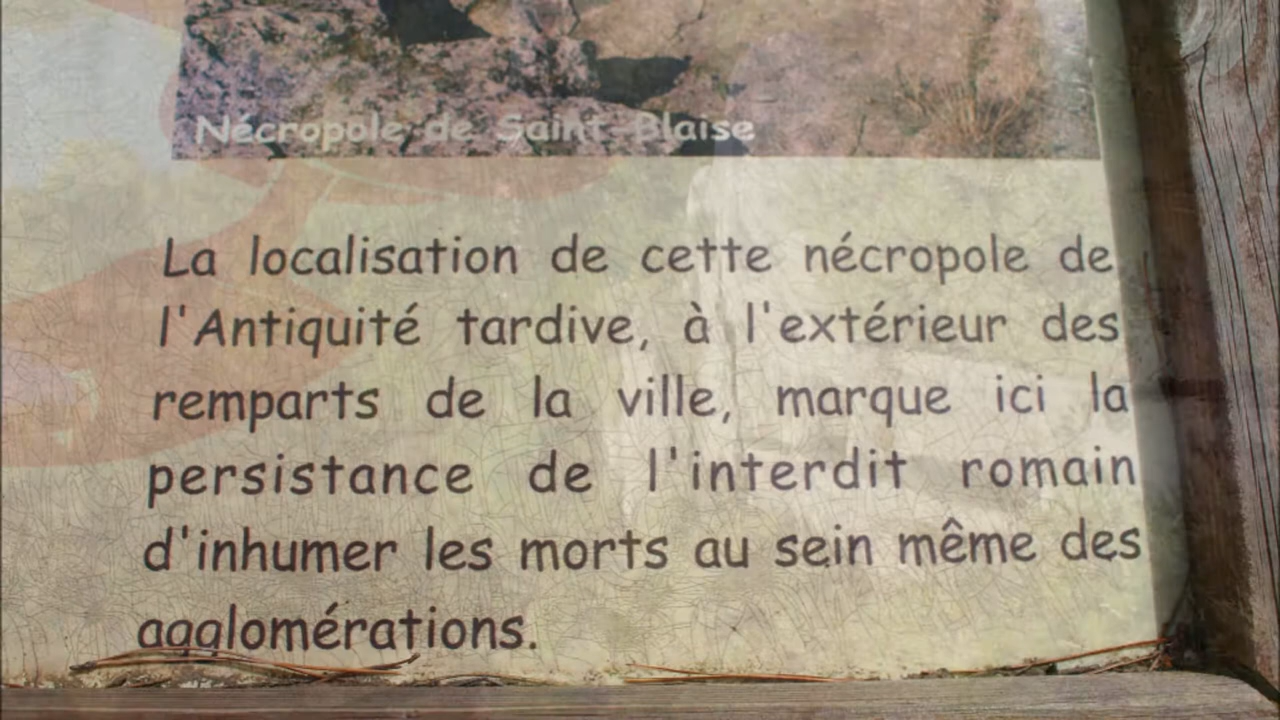 Nécropole de Saint-Blaise
La localisation de cette nécropole de
l'Antiquité tardive, à l'extérieur des
remparts de la ville, marque ici la
persistance de l'interdit romain
d'inhumer les morts au sein même des
agglomérations.